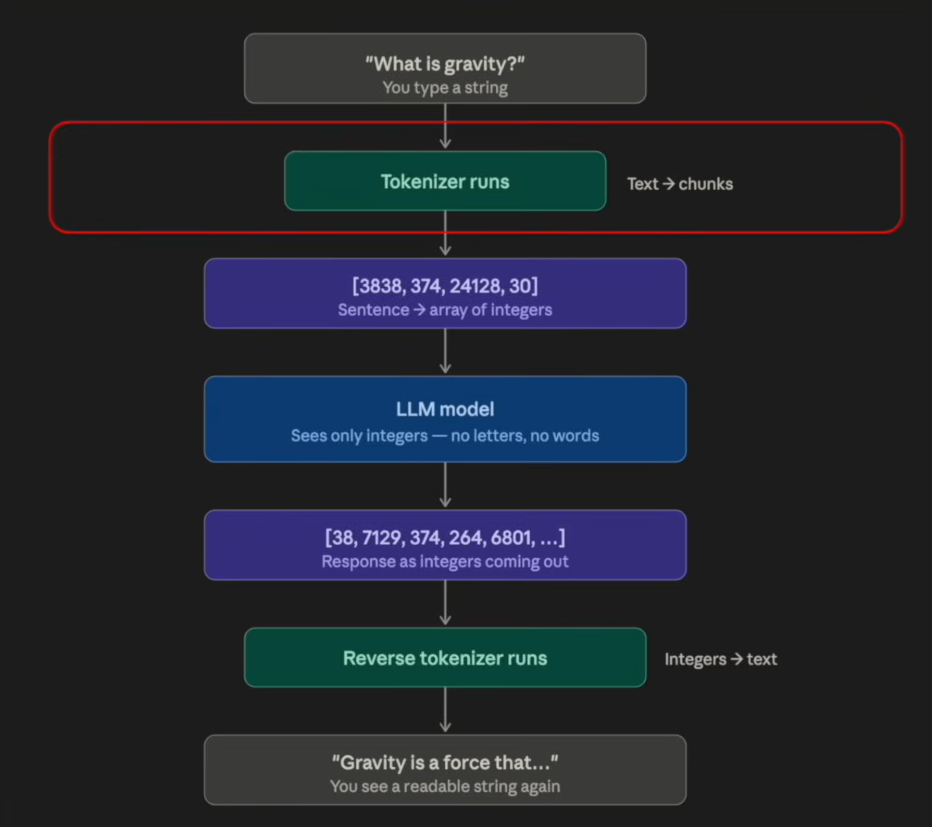 "What is gravity?"
You type a string
Tokenizer runs
Text → chunks
[3838, 374, 24128, 30]
Sentence → array of integers
LLM model
Sees only integers — no letters, no words
[38, 7129, 374, 264, 6801, ...]
Response as integers coming out
Reverse tokenizer runs
Integers → text
"Gravity is a force that..."
You see a readable string again